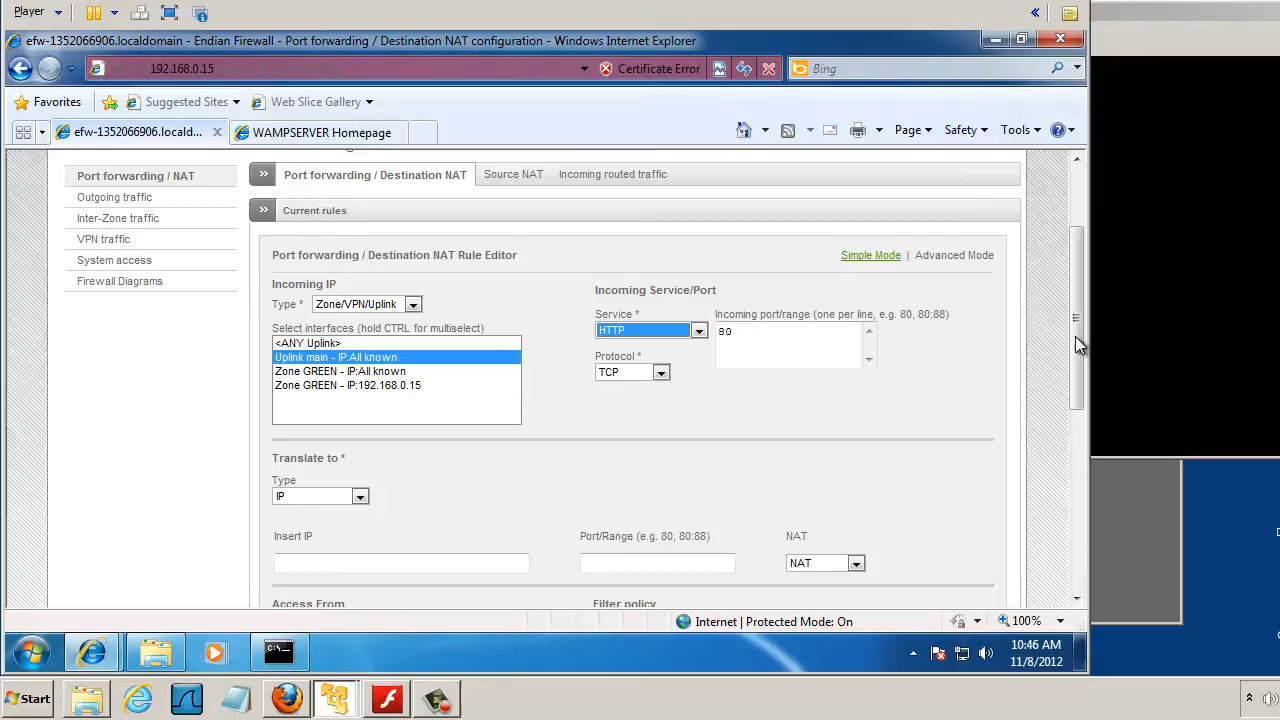 Player
efw-1352066906.localdomain - Endian Firewall - Port forwarding / Destination NAT configuration - Windows Internet Explorer
192.168.0.15
Certificate Error
Bing
Favorites
Suggested Sites
Web Slice Gallery
efw-1352066906.locald...
WAMPSERVER Homepage
Page
Safety
Tools
Port forwarding / NAT
Outgoing traffic
Inter-Zone traffic
VPN traffic
System access
Firewall Diagrams
Port forwarding / Destination NAT
Source NAT
Incoming routed traffic
Current rules
Port forwarding / Destination NAT Rule Editor
Simple Mode | Advanced Mode
Incoming IP
Type * Zone/VPN/Uplink
Select interfaces (hold CTRL for multiselect)
<ANY Uplink>
Uplink main - IP:All known
Zone GREEN - IP:All known
Zone GREEN - IP:192.168.0.15
Incoming Service/Port
Service *
HTTP
Protocol *
TCP
Incoming port/range (one per line, e.g. 80, 80:88)
80
Translate to *
Type
IP
Insert IP
Port/Range (e.g. 80, 80:88)
NAT
NAT
Access From
Filter policy
Internet | Protected Mode: On
100%
10:46 AM
11/8/2012
Start